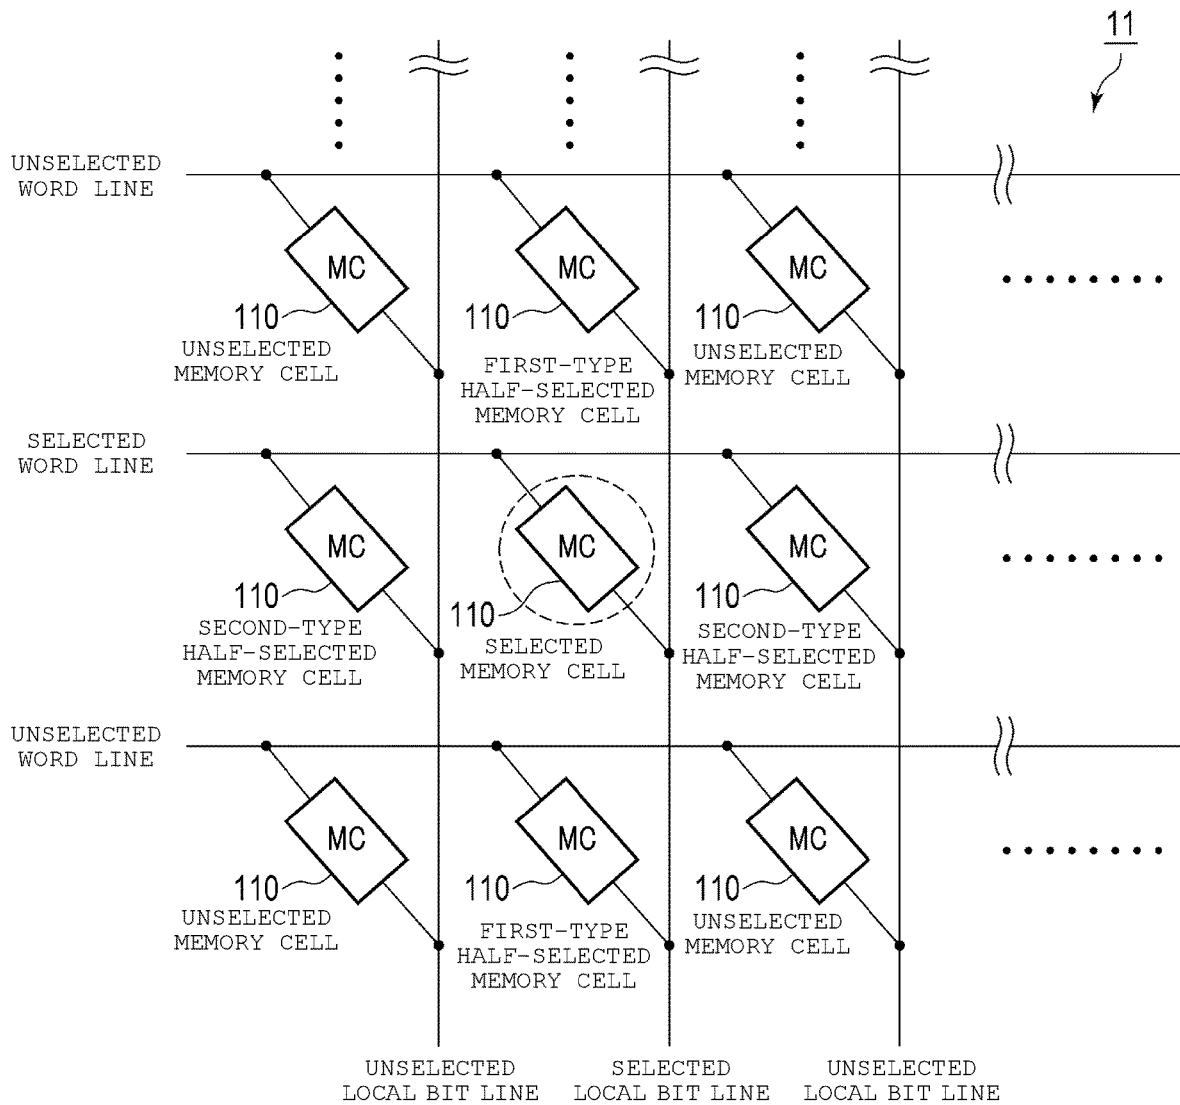 11
UNSELECTED
WORD LINE
MC
MC
MC
110
110
110
UNSELECTED
MEMORY CELL
FIRST-TYPE
HALF-SELECTED
MEMORY CELL
UNSELECTED
MEMORY CELL
SELECTED
WORD LINE
MC
MC
MC
110
110
110
SECOND-TYPE
HALF-SELECTED
MEMORY CELL
SELECTED
MEMORY CELL
SECOND-TYPE
HALF-SELECTED
MEMORY CELL
UNSELECTED
WORD LINE
MC
MC
MC
110
110
110
UNSELECTED
MEMORY CELL
FIRST-TYPE
HALF-SELECTED
MEMORY CELL
UNSELECTED
MEMORY CELL
UNSELECTED
LOCAL BIT LINE
SELECTED
LOCAL BIT LINE
UNSELECTED
LOCAL BIT LINE